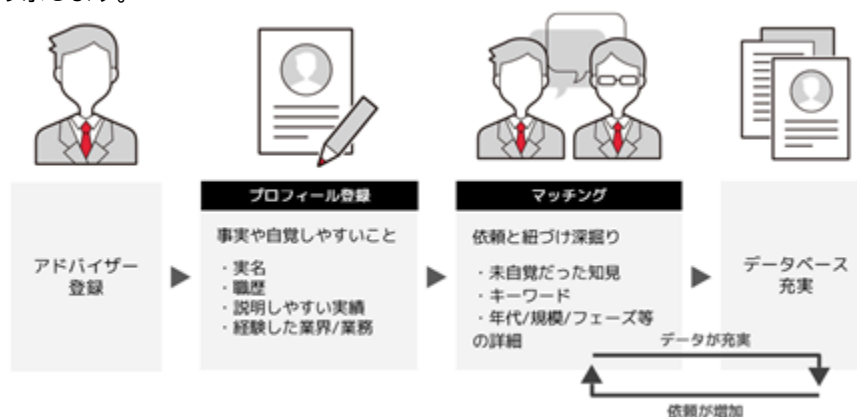 アドバイザー
登録
プロフィール登録
事実や自覚しやすいこと
・実名
・職歴
・説明しやすい実績
・経験した業界/業務
マッチング
依頼と紐づけ深掘り
・未自覚だった知見
・キーワード
・年代/規模/フェーズ等
の詳細
データベース
充実
データが充実
依頼が増加